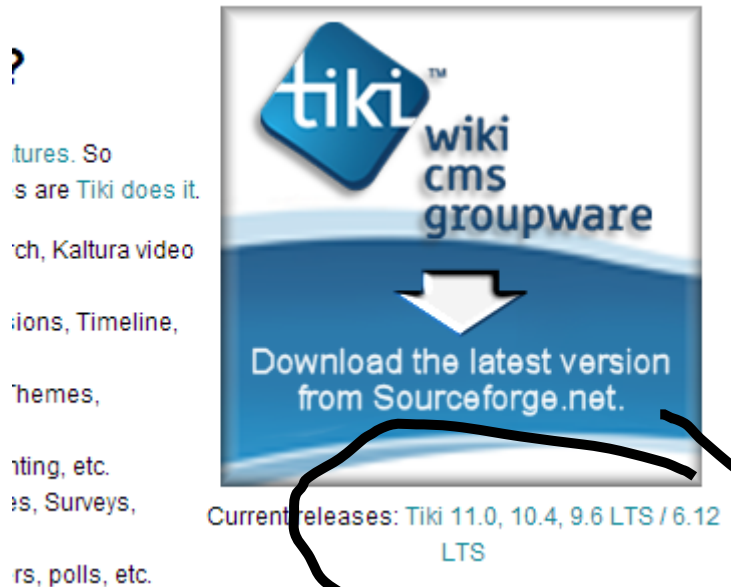 ?
tures. So
s are Tiki does it.
rch, Kaltura video
sions, Timeline,
Themes,
nting, etc.
es, Surveys,
rs, polls, etc.
tiki™
wiki
cms
groupware
Download the latest version
from Sourceforge.net.
Current releases: Tiki 11.0, 10.4, 9.6 LTS / 6.12
LTS